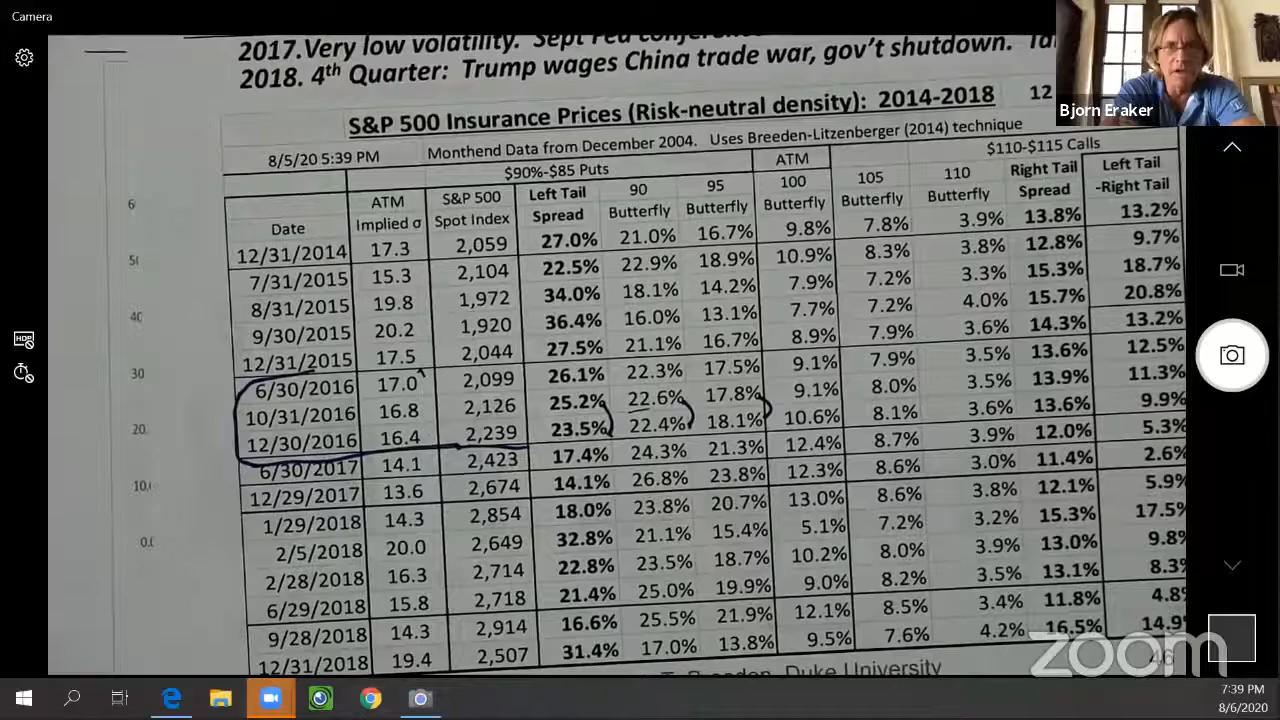 Camera
Bjorn Eraker
2017. Very low volatility. Sept Fed
2018. 4th Quarter: Trump wages China trade war, gov't shutdown.
S&P 500 Insurance Prices (Risk-neutral density): 2014-2018 12
8/5/20 5:39 PM Monthend Data from December 2004. Uses Breeden-Litzenberger (2014) technique
$90%-$85 Puts ATM $110-$115 Calls
ATM S&P 500 Left Tail 90 95 100 105 110 Right Tail Left Tail
Date Implied σ Spot Index Spread Butterfly Butterfly Butterfly Butterfly Butterfly Spread -Right Tail
12/31/2014 17.3 2,059 27.0% 21.0% 16.7% 9.8% 7.8% 3.9% 13.8% 13.2%
7/31/2015 15.3 2,104 22.5% 22.9% 18.9% 10.9% 8.3% 3.8% 12.8% 9.7%
8/31/2015 19.8 1,972 34.0% 18.1% 14.2% 7.9% 7.2% 3.3% 15.3% 18.7%
9/30/2015 20.2 1,920 36.4% 16.0% 13.1% 7.7% 7.2% 4.0% 15.7% 20.8%
12/31/2015 17.5 2,044 27.5% 21.1% 16.7% 8.9% 7.9% 3.6% 14.3% 13.2%
6/30/2016 17.0 2,099 26.1% 22.3% 17.5% 9.1% 7.9% 3.5% 13.6% 12.5%
10/31/2016 16.8 2,126 25.2% 22.6% 17.8% 9.1% 8.0% 3.5% 13.9% 11.3%
12/30/2016 16.4 2,239 23.5% 22.4% 18.1% 10.6% 8.1% 3.6% 13.6% 9.9%
6/30/2017 14.1 2,423 17.4% 24.3% 21.3% 12.4% 8.7% 3.9% 12.0% 5.3%
12/29/2017 13.6 2,674 14.1% 26.8% 23.8% 12.3% 8.6% 3.0% 11.4% 2.6%
1/29/2018 14.3 2,854 18.0% 23.8% 20.7% 13.0% 8.6% 3.8% 12.1% 5.9%
2/5/2018 20.0 2,649 32.8% 21.1% 15.4% 5.1% 7.2% 3.2% 15.3% 17.5%
2/28/2018 16.3 2,714 22.8% 23.5% 18.7% 10.2% 8.0% 3.9% 13.0% 9.8%
6/29/2018 15.8 2,718 21.4% 25.0% 19.9% 9.0% 8.2% 3.5% 13.1% 8.3%
9/28/2018 14.3 2,914 16.6% 25.5% 21.9% 12.1% 8.5% 3.4% 11.8% 4.8%
12/31/2018 19.4 2,507 31.4% 17.0% 13.8% 9.5% 7.6% 4.2% 16.5% 14.9%
Duke University
46
zoom
6
50
40
30
20
7:39 PM
8/6/2020